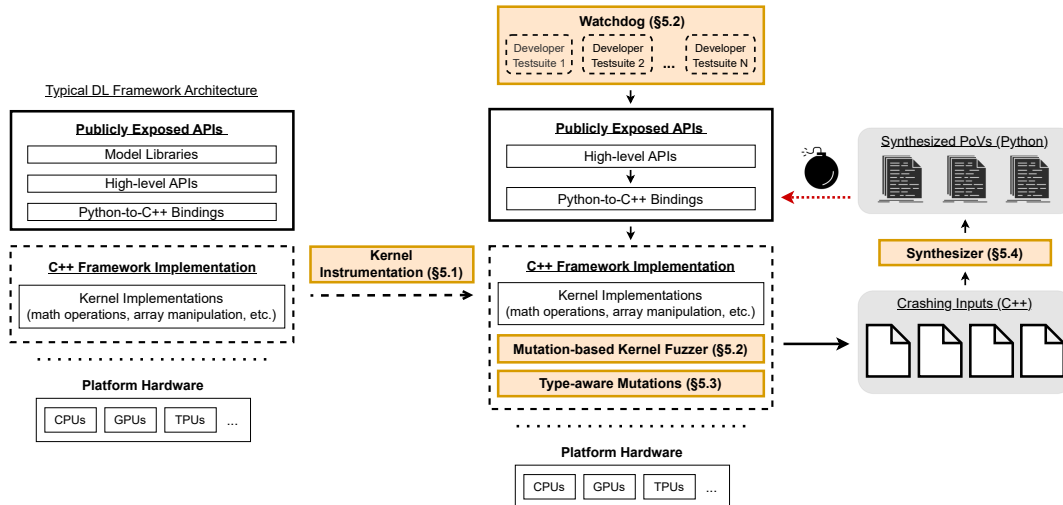 Typical DL Framework Architecture
Publicly Exposed APIs
Model Libraries
High-level APIs
Python-to-C++ Bindings
C++ Framework Implementation
Kernel Implementations
(math operations, array manipulation, etc.)
Platform Hardware
CPUs
GPUs
TPUs
...
Kernel
Instrumentation (§5.1)
Watchdog (§5.2)
Developer
Testsuite 1
Developer
Testsuite 2
...
Developer
Testsuite N
Publicly Exposed APIs
High-level APIs
Python-to-C++ Bindings
C++ Framework Implementation
Kernel Implementations
(math operations, array manipulation, etc.)
Mutation-based Kernel Fuzzer (§5.2)
Type-aware Mutations (§5.3)
Platform Hardware
CPUs
GPUs
TPUs
...
Synthesized PoVs (Python)
Synthesizer (§5.4)
Crashing Inputs (C++)